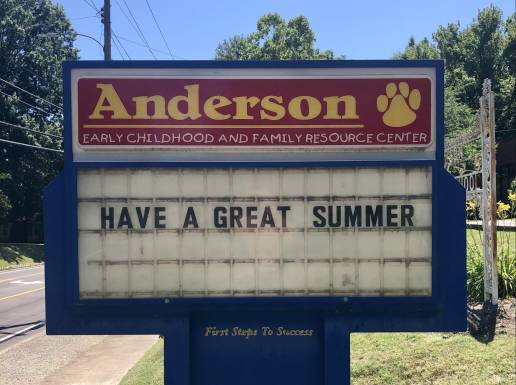 Anderson
EARLY CHILDHOOD AND FAMILY RESOURCE CENTER
HAVE A GREAT SUMMER
First Steps To Success